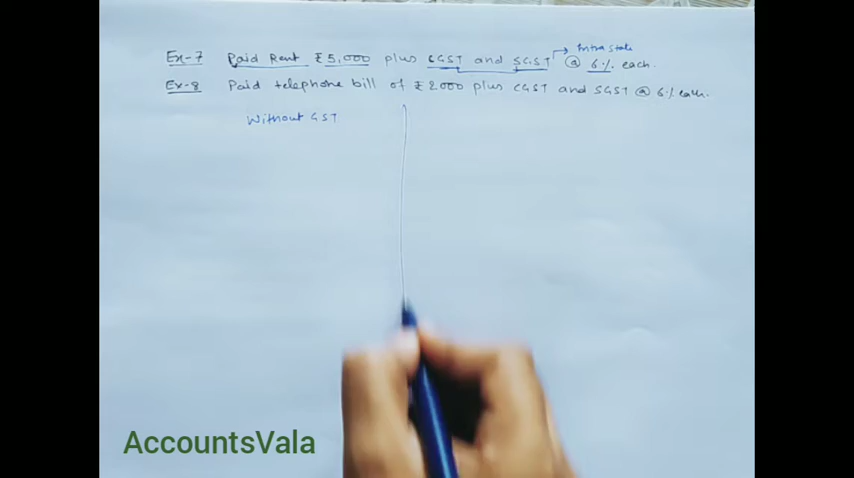 Intra State
Ex-7 Paid Rent ₹5,000 plus CGST and SGST @ 6% each.
Ex-8 Paid telephone bill of ₹2000 plus CGST and SGST @ 6% each.
Without GST
AccountsVala